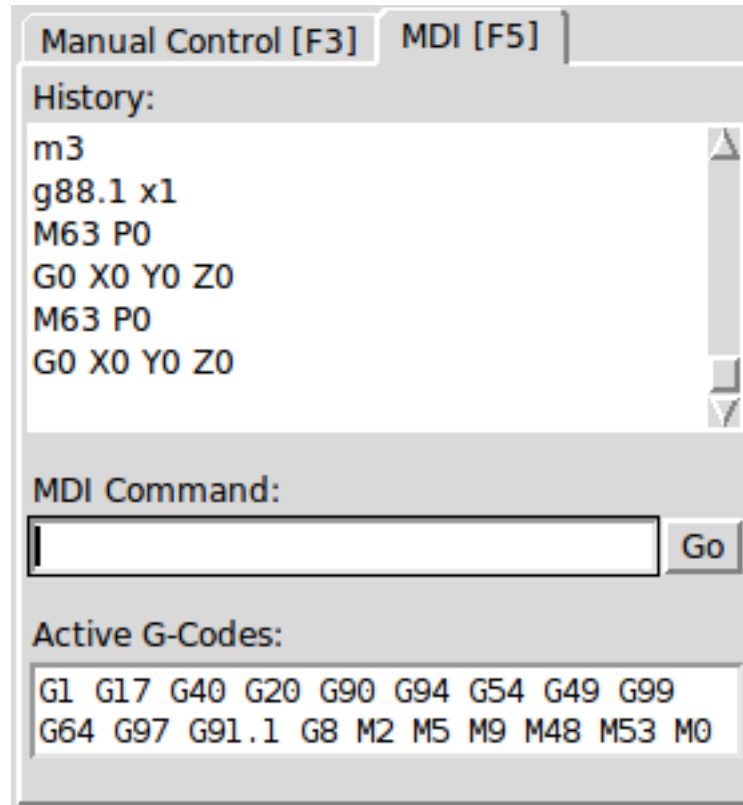 Manual Control [F3] MDI [F5]
History:
m3
g88.1 x1
M63 P0
G0 X0 Y0 Z0
M63 P0
G0 X0 Y0 Z0
MDI Command:
Go
Active G-Codes:
G1 G17 G40 G20 G90 G94 G54 G49 G99
G64 G97 G91.1 G8 M2 M5 M9 M48 M53 M0